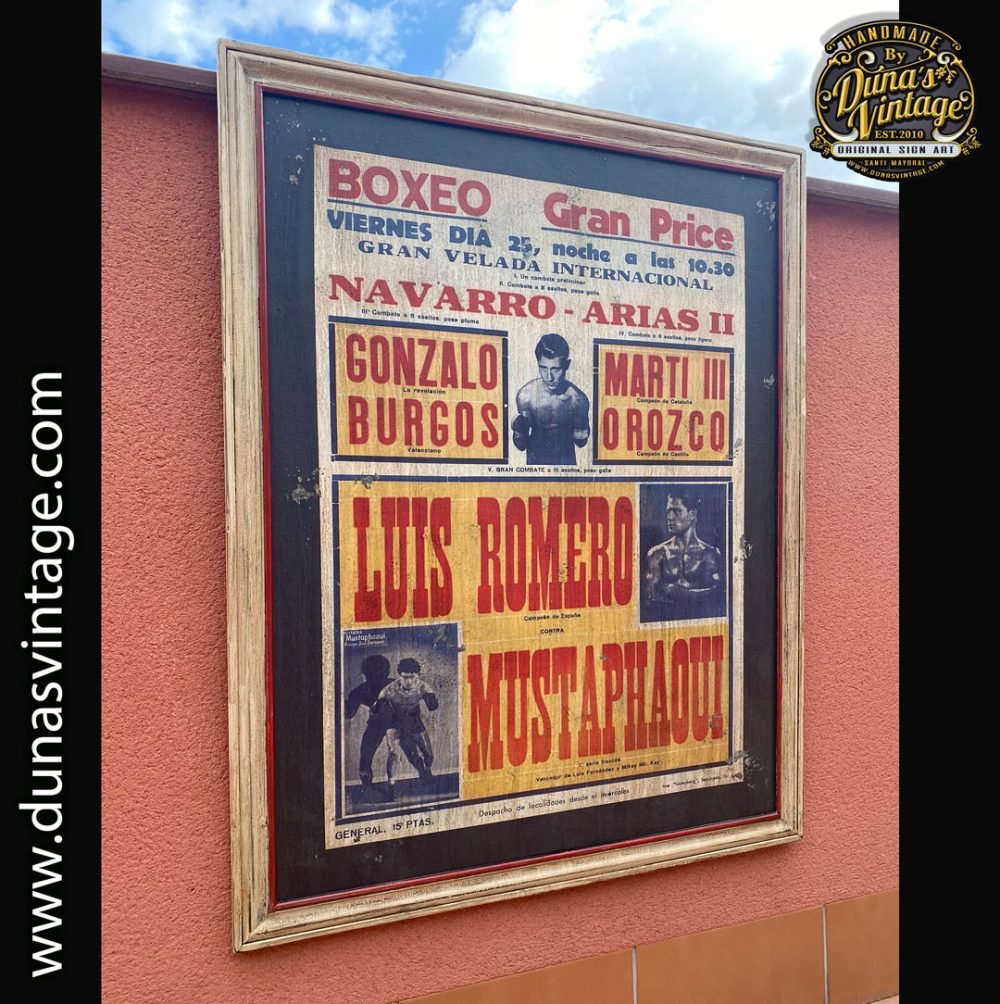 HANDMADE
By
Duna's
Vintage
EST. 2010
ORIGINAL SIGN ART
SANTI MAYORAL
WWW.DUNASVINTAGE.COM
www.dunasvintage.com
BOXEO Gran Price
VIERNES DIA 25, noche a las 10.30
GRAN VELADA INTERNACIONAL
I. Un combate preliminar
II. Combate a 6 asaltos, peso gallo
NAVARRO - ARIAS II
III.º Combate a 8 asaltos, peso pluma
IV.º Combate a 8 asaltos, peso ligero
GONZALO
La revelación
BURGOS
Valenciano
MARTI III
Campeón de Cataluña
OROZCO
Campeón de Castilla
V. GRAN COMBATE a 10 asaltos, peso gallo
LUIS ROMERO
Campeón de España
CONTRA
Mustaphaoui
MUSTAPHAOUI
1.ª serie francés
Vencedor de Luis Fernández y Mikey Mc. Kay
Despacho de localidades desde el miércoles
GENERAL, 15 PTAS.